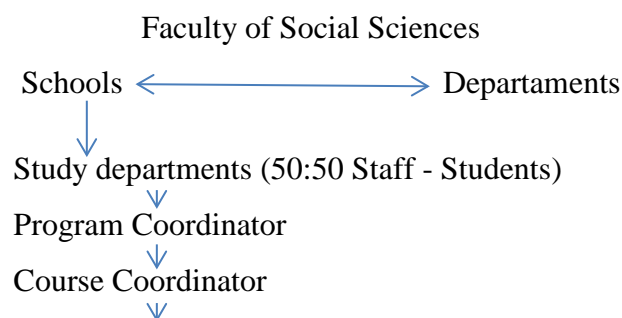 Faculty of Social Sciences
Schools Departaments
Study departments (50:50 Staff - Students)
Program Coordinator
Course Coordinator